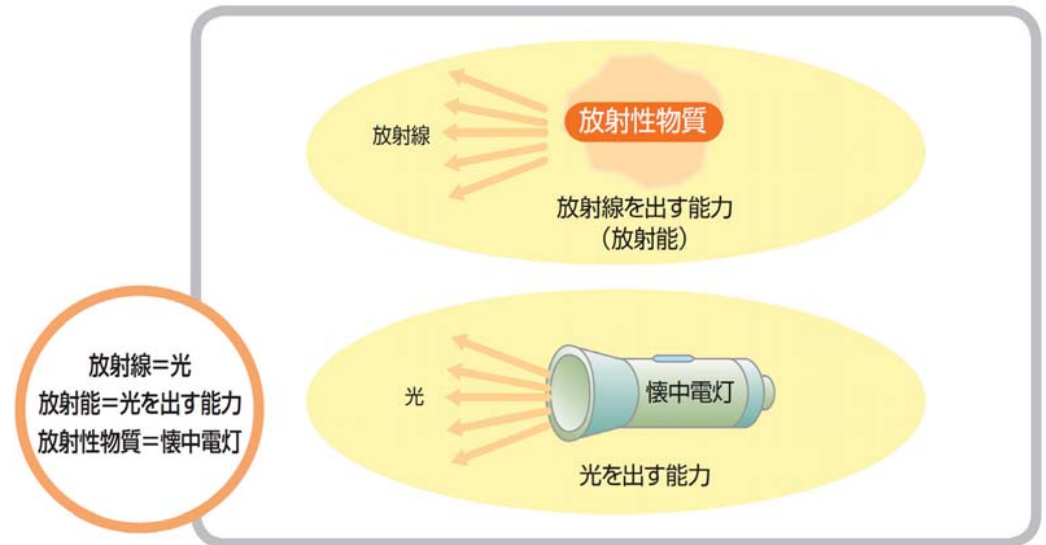 放射線
放射性物質
放射線を出す能力
（放射能）
放射線=光
放射能=光を出す能力
放射性物質=懐中電灯
光
懐中電灯
光を出す能力